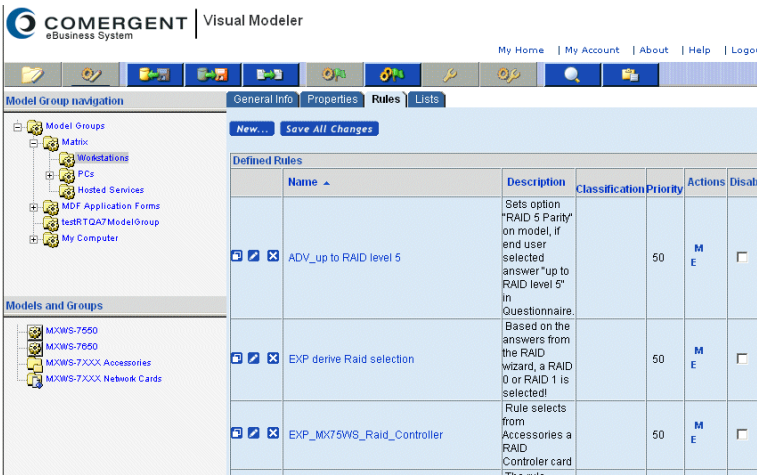 COMERGENT
eBusiness System
Visual Modeler
My Home | My Account | About | Help | Logou
Model Group navigation
Model Groups
Matrix
Workstations
PCs
Hosted Services
MDF Application Forms
testRTQA7ModelGroup
My Computer
Models and Groups
MXWS-7550
MXWS-7650
MXWS-7XXX Accessories
MXWS-7XXX Network Cards
General Info Properties Rules Lists
New... Save All Changes
Defined Rules
Name Description Classification Priority Actions Disab
ADV_up to RAID level 5
Sets option
"RAID 5 Parity"
on model, if
end user
selected
answer "up to
RAID level 5"
in
Questionnaire.
50
M
E
EXP derive Raid selection
Based on the
answers from
the RAID
wizard, a RAID
0 or RAID 1 is
selected!
50
M
E
EXP_MX75WS_Raid_Controller
Rule selects
from
Accessories a
RAID
Controler card
50
M
E
The rule